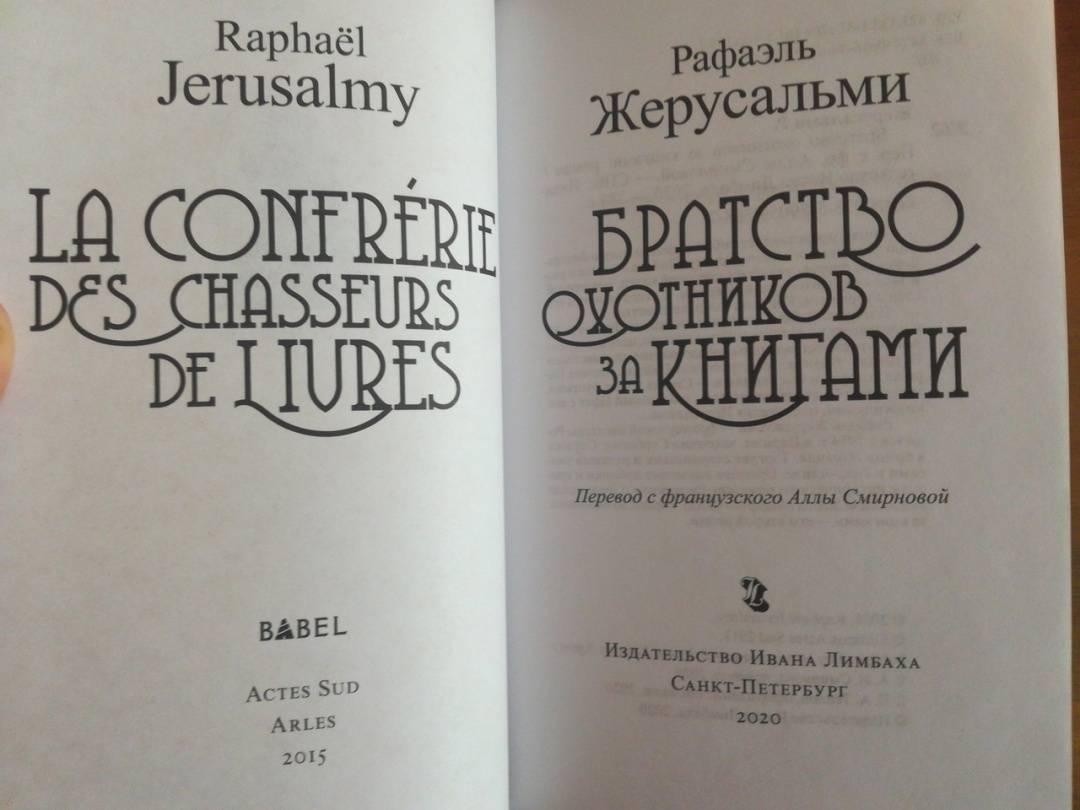 Raphaël
Jerusalmy
LA CONFRÉRIE
DES CHASSEURS
DE LIVRES
BABEL
ACTES SUD
ARLES
2015
Рафаэль
Жерусальми
БРАТСТВО
ОХОТНИКОВ
ЗА КНИГАМИ
Перевод с французского Аллы Смирновой
ИЗДАТЕЛЬСТВО ИВАНА ЛИМБАХА
САНКТ-ПЕТЕРБУРГ
2020